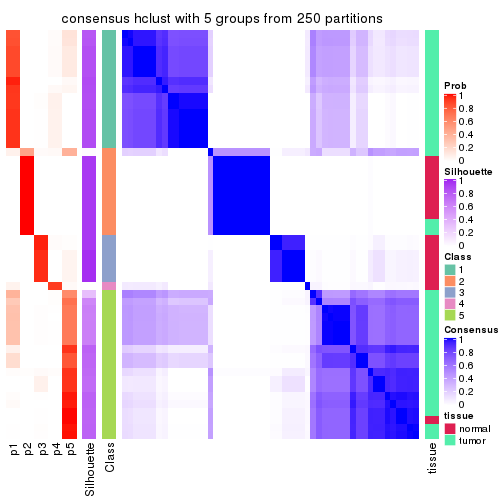 consensus hclust with 5 groups from 250 partitions
Prob
1
0.8
0.6
0.4
0.2
0
Silhouette
1
0.8
0.6
0.4
0.2
0
Class
1
2
3
4
5
Consensus
1
0.8
0.6
0.4
0.2
0
tissue
normal
tumor
p1
p2
p3
p4
p5
Silhouette
Class
tissue